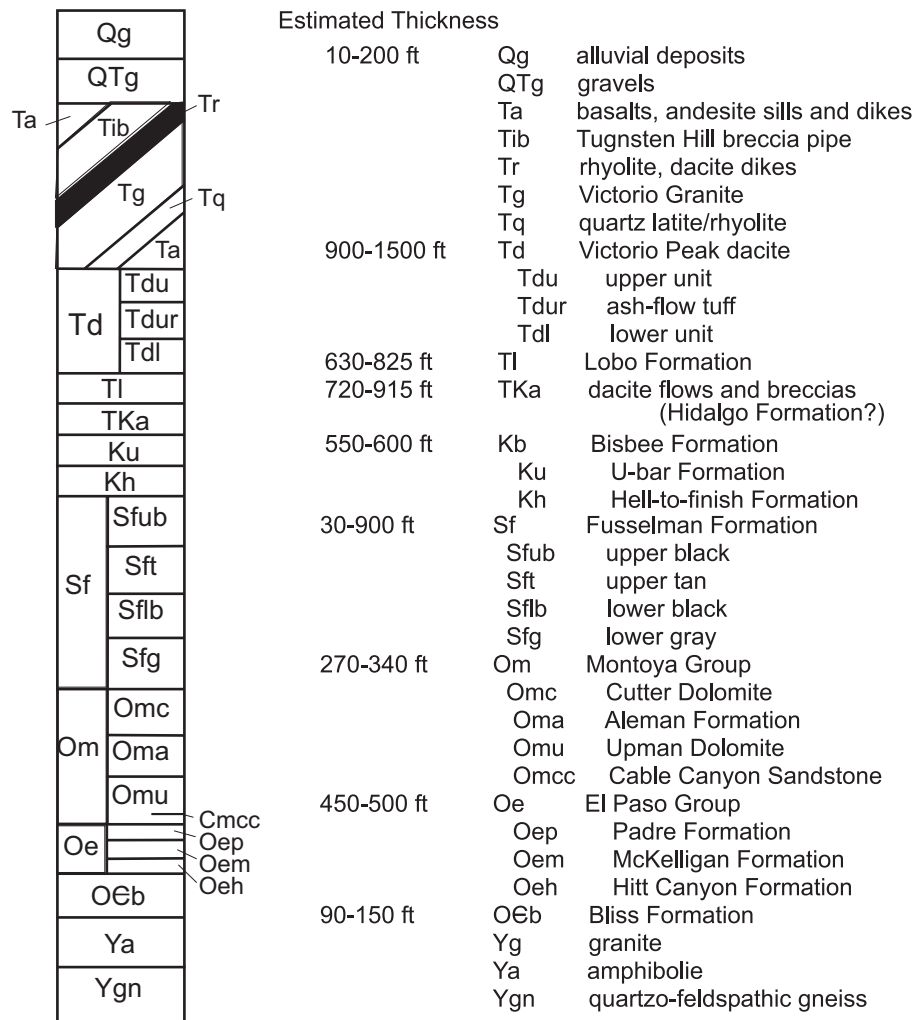 Qg
QTg
Ta
Tib
Tr
Tg
Tq
Ta
Td
Tdu
Tdur
Tdl
Tl
TKa
Ku
Kh
Sf
Sfub
Sft
Sflb
Sfg
Om
Omc
Oma
Omu
Cmcc
Oe
Oep
Oem
Oeh
OЄb
Ya
Ygn
Estimated Thickness
10-200 ft Qg alluvial deposits
QTg gravels
Ta basalts, andesite sills and dikes
Tib Tugnsten Hill breccia pipe
Tr rhyolite, dacite dikes
Tg Victorio Granite
Tq quartz latite/rhyolite
900-1500 ft Td Victorio Peak dacite
Tdu upper unit
Tdur ash-flow tuff
Tdl lower unit
630-825 ft Tl Lobo Formation
720-915 ft TKa dacite flows and breccias
(Hidalgo Formation?)
550-600 ft Kb Bisbee Formation
Ku U-bar Formation
Kh Hell-to-finish Formation
30-900 ft Sf Fusselman Formation
Sfub upper black
Sft upper tan
Sflb lower black
Sfg lower gray
270-340 ft Om Montoya Group
Omc Cutter Dolomite
Oma Aleman Formation
Omu Upman Dolomite
Omcc Cable Canyon Sandstone
450-500 ft Oe El Paso Group
Oep Padre Formation
Oem McKelligan Formation
Oeh Hitt Canyon Formation
90-150 ft OЄb Bliss Formation
Yg granite
Ya amphibolie
Ygn quartzo-feldspathic gneiss